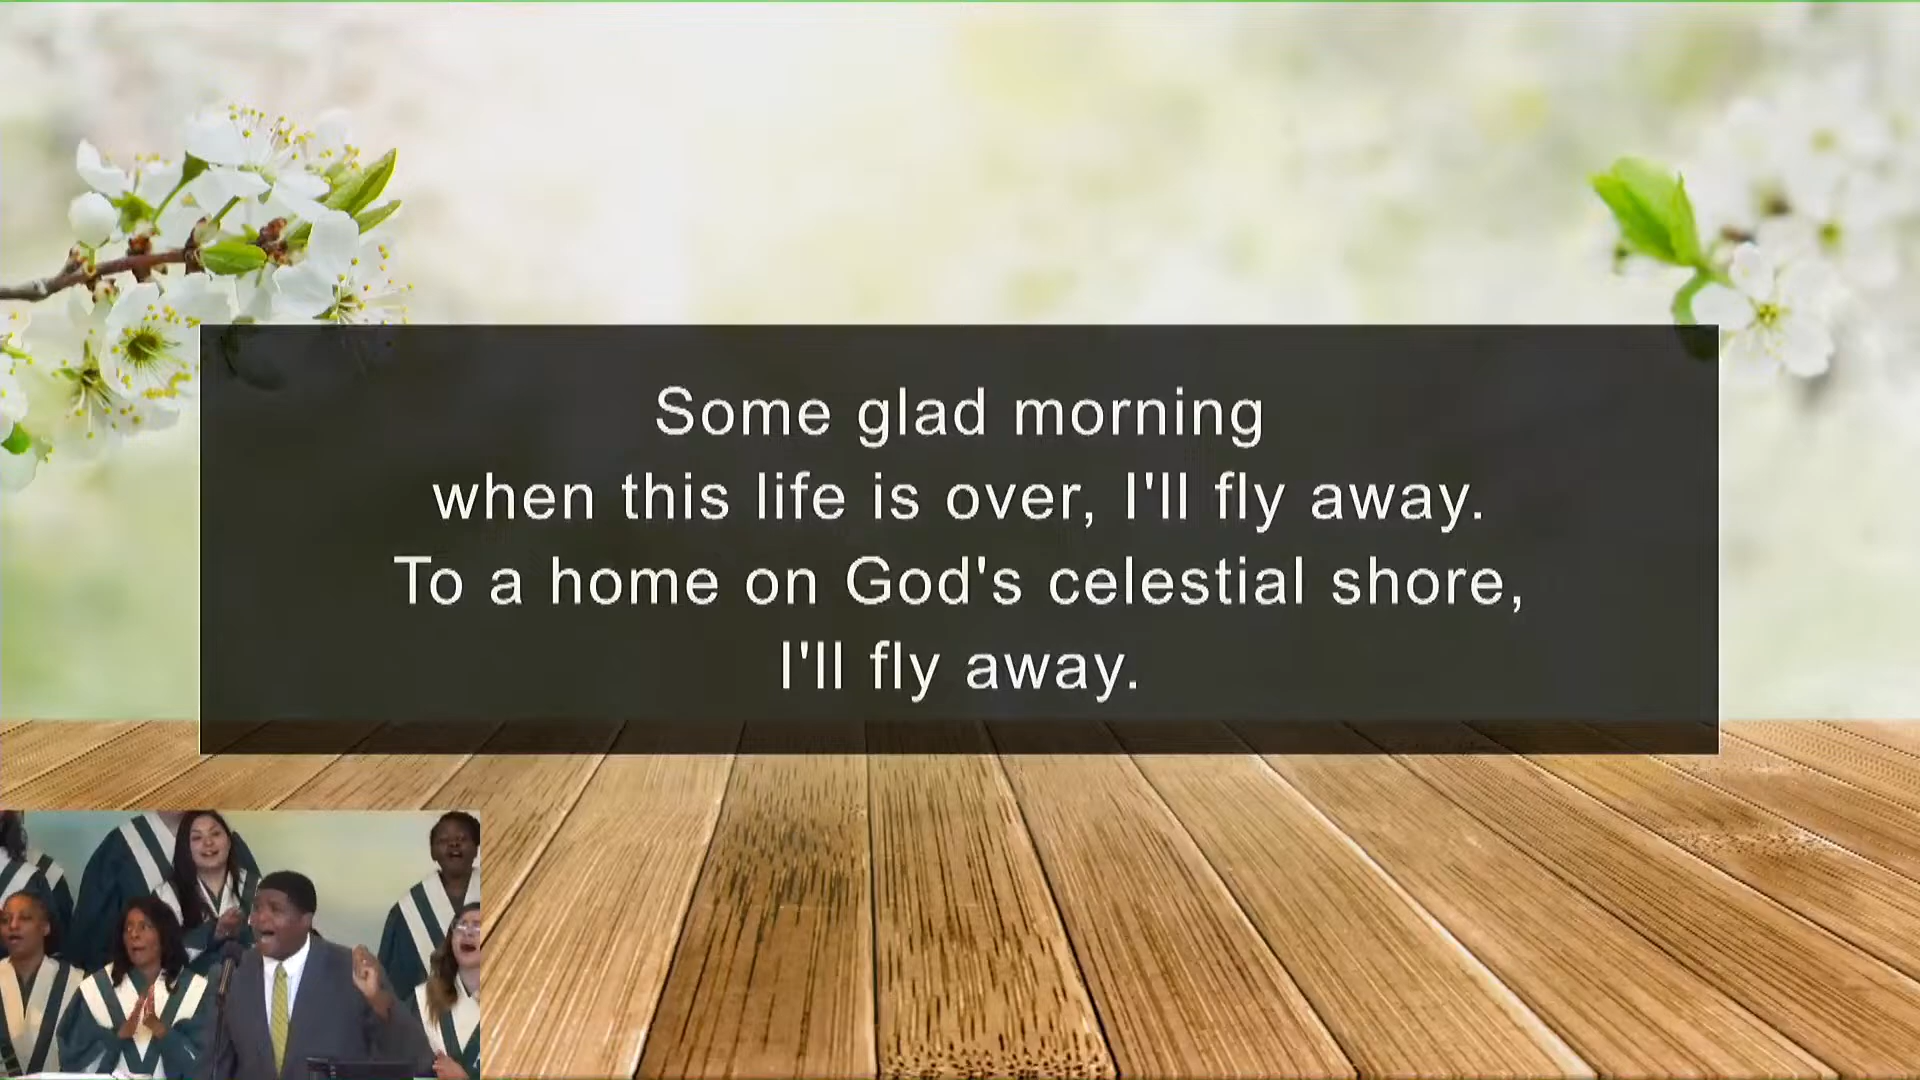 Some glad morning
when this life is over, I'll fly away.
To a home on God's celestial shore,
I'll fly away.